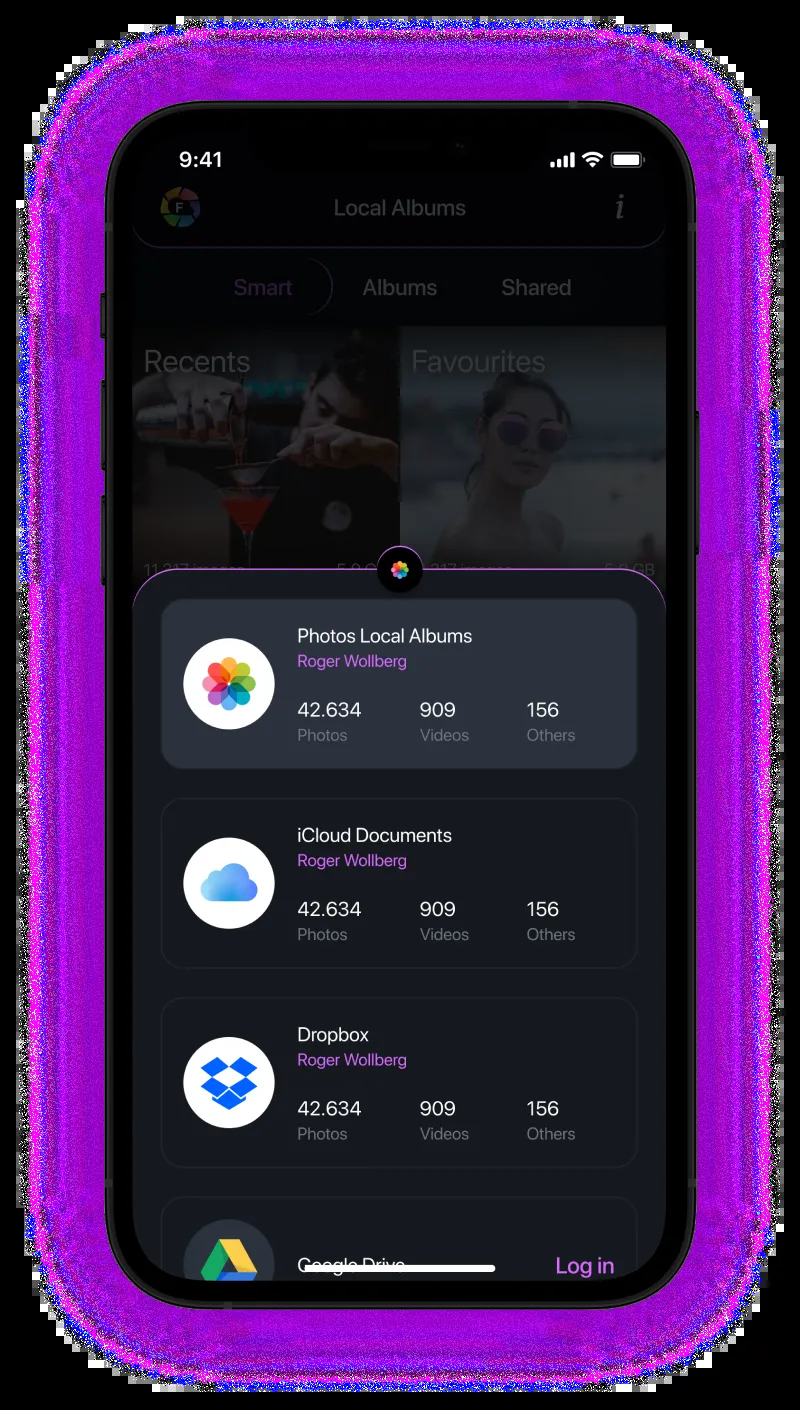 9:41
F
Local Albums
i
Smart Albums Shared
Recents Favourites
Photos Local Albums
Roger Wollberg
42.634 909 156
Photos Videos Others
iCloud Documents
Roger Wollberg
42.634 909 156
Photos Videos Others
Dropbox
Roger Wollberg
42.634 909 156
Photos Videos Others
Google Drive Log in